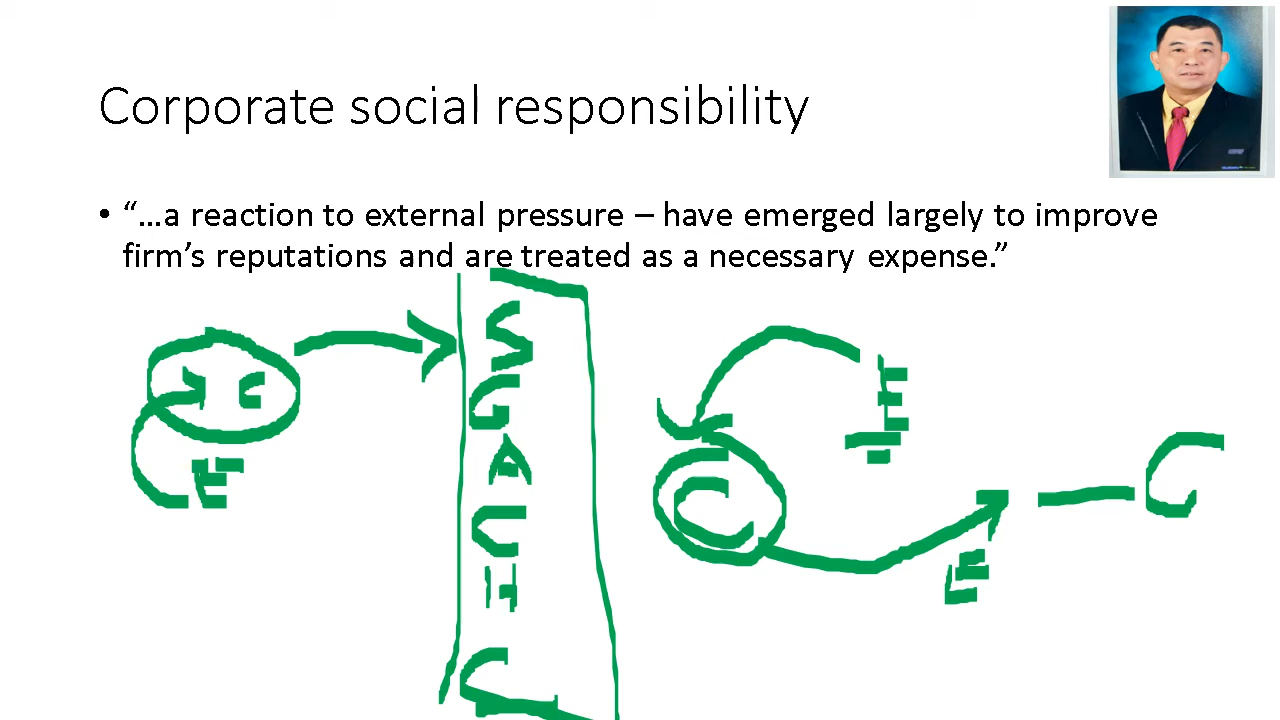 Corporate social responsibility
• “…a reaction to external pressure – have emerged largely to improve
firm’s reputations and are treated as a necessary expense.”
S
G
A
C
H
C
E
E
C
E
C